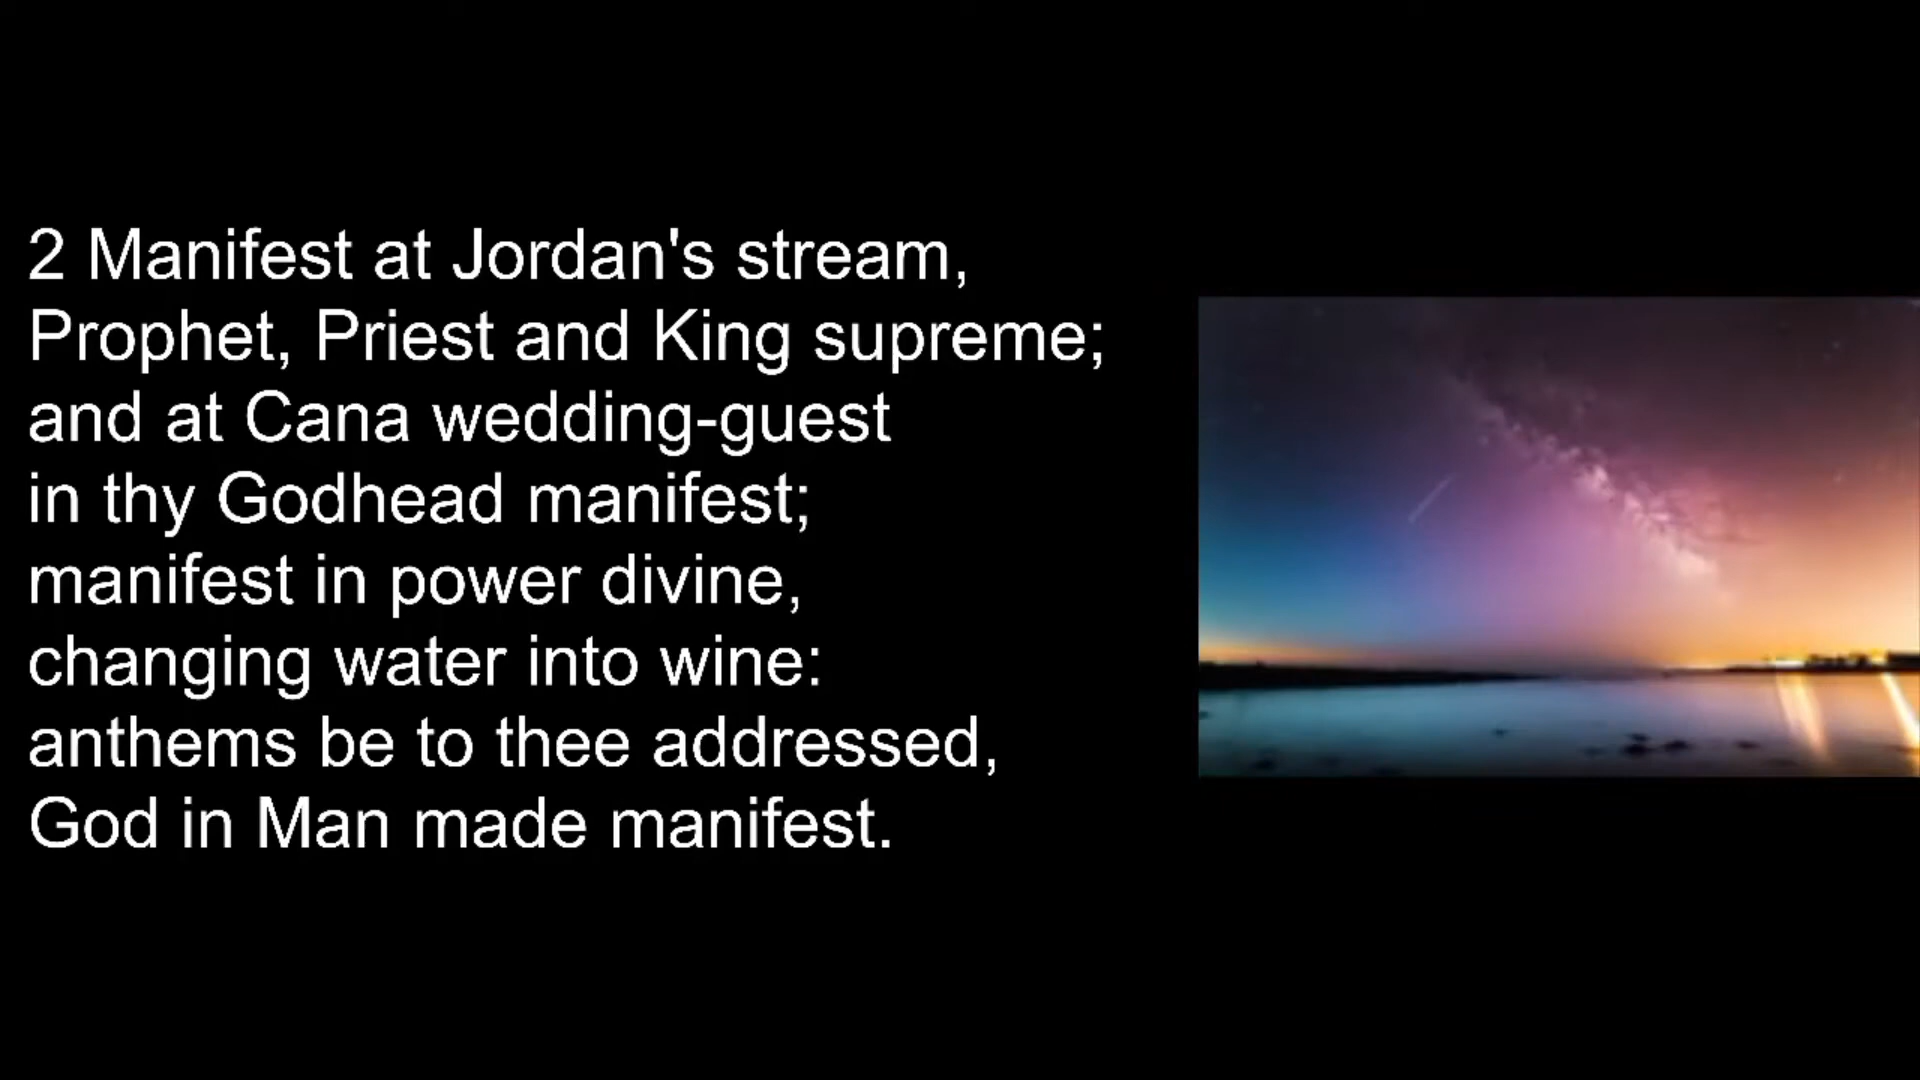 2 Manifest at Jordan's stream,
Prophet, Priest and King supreme;
and at Cana wedding-guest
in thy Godhead manifest;
manifest in power divine,
changing water into wine:
anthems be to thee addressed,
God in Man made manifest.